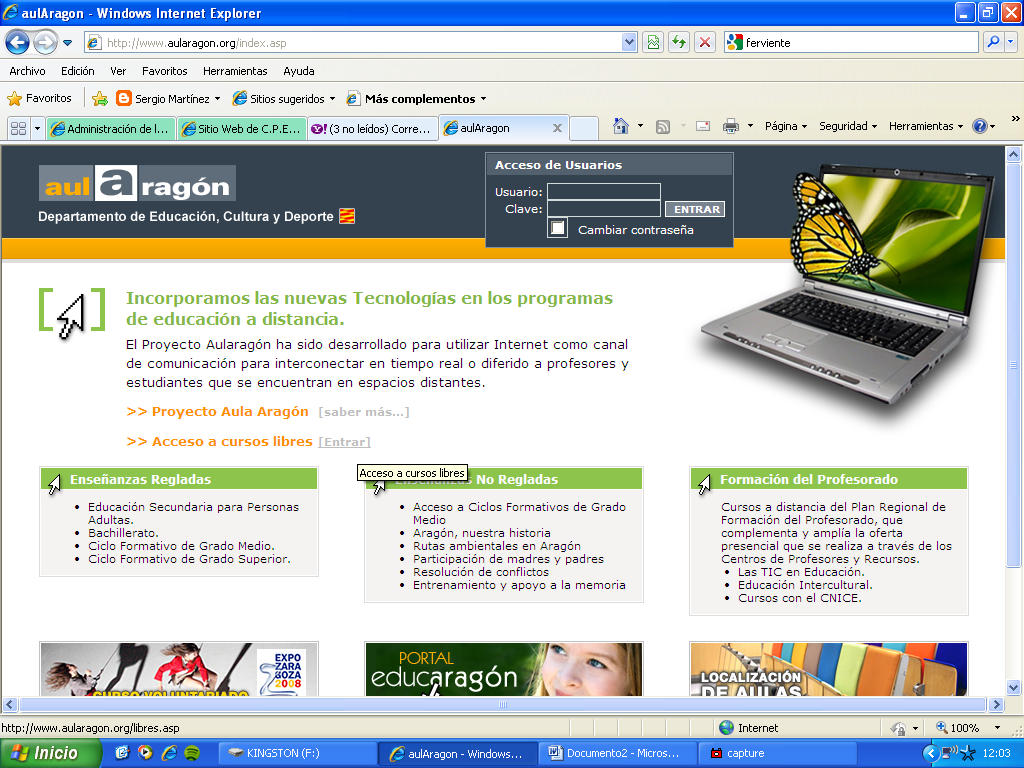 aulAragon - Windows Internet Explorer
http://www.aularagon.org/index.asp
ferviente
Archivo Edición Ver Favoritos Herramientas Ayuda
Favoritos Sergio Martínez Sitios sugeridos Más complementos
Administración de l... Sitio Web de C.P.E... (3 no leídos) Corre... aulAragon Página Seguridad Herramientas
aularagón
Departamento de Educación, Cultura y Deporte
Acceso de Usuarios
Usuario:
Clave: ENTRAR
Cambiar contraseña
Incorporamos las nuevas Tecnologías en los programas
de educación a distancia.
El Proyecto Aularagón ha sido desarrollado para utilizar Internet como canal
de comunicación para interconectar en tiempo real o diferido a profesores y
estudiantes que se encuentran en espacios distantes.
>> Proyecto Aula Aragón [saber más...]
>> Acceso a cursos libres [Entrar]
Acceso a cursos libres
Enseñanzas Regladas
Educación Secundaria para Personas
Adultas.
Bachillerato.
Ciclo Formativo de Grado Medio.
Ciclo Formativo de Grado Superior.
Enseñanzas No Regladas
Acceso a Ciclos Formativos de Grado
Medio
Aragón, nuestra historia
Rutas ambientales en Aragón
Participación de madres y padres
Resolución de conflictos
Entrenamiento y apoyo a la memoria
Formación del Profesorado
Cursos a distancia del Plan Regional de
Formación del Profesorado, que
complementa y amplía la oferta
presencial que se realiza a través de los
Centros de Profesores y Recursos.
Las TIC en Educación.
Educación Intercultural.
Cursos con el CNICE.
EXPO
ZARA
GOZA
2008
CURSO VOLUNTARIADO
PORTAL
educaragón
LOCALIZACIÓN
DE AULAS
http://www.aularagon.org/libres.asp Internet 100%
Inicio KINGSTON (F:) aulAragon - Windows... Documento2 - Micros... capture 12:03